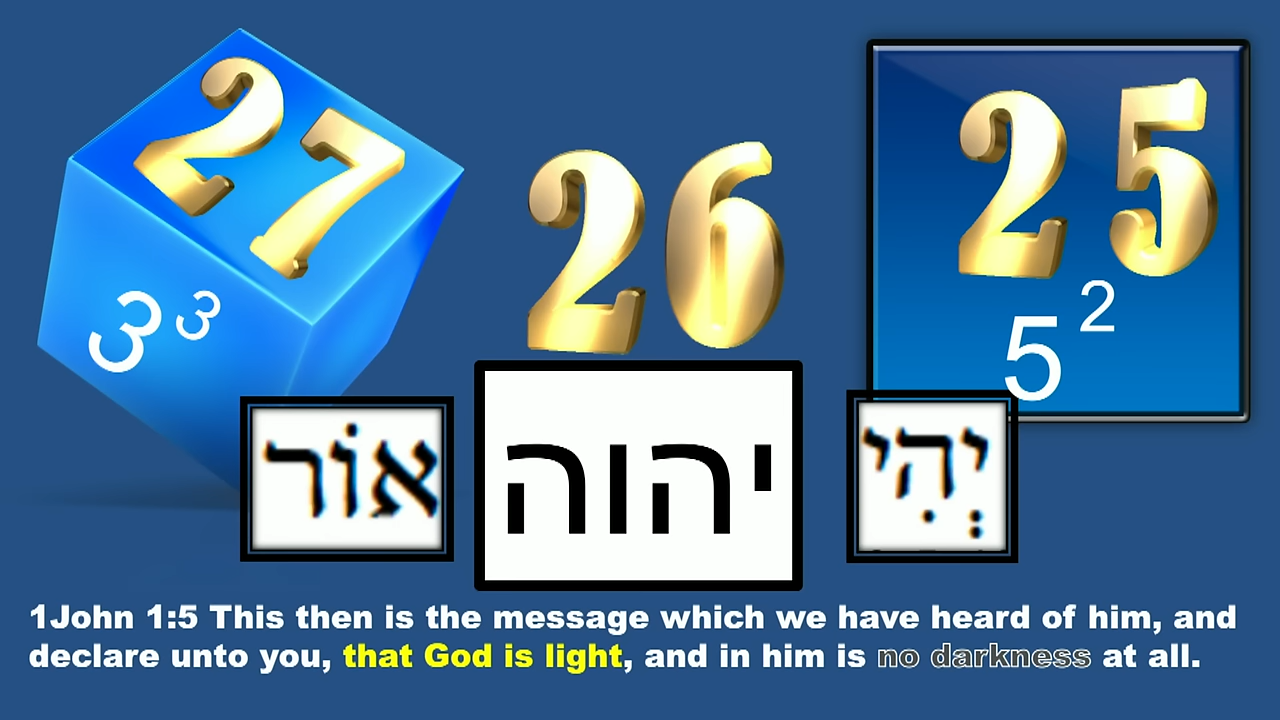 27
3³
26
25
5²
אוֹר
יהוה
יְהִי
1John 1:5 This then is the message which we have heard of him, and
declare unto you, that God is light, and in him is no darkness at all.